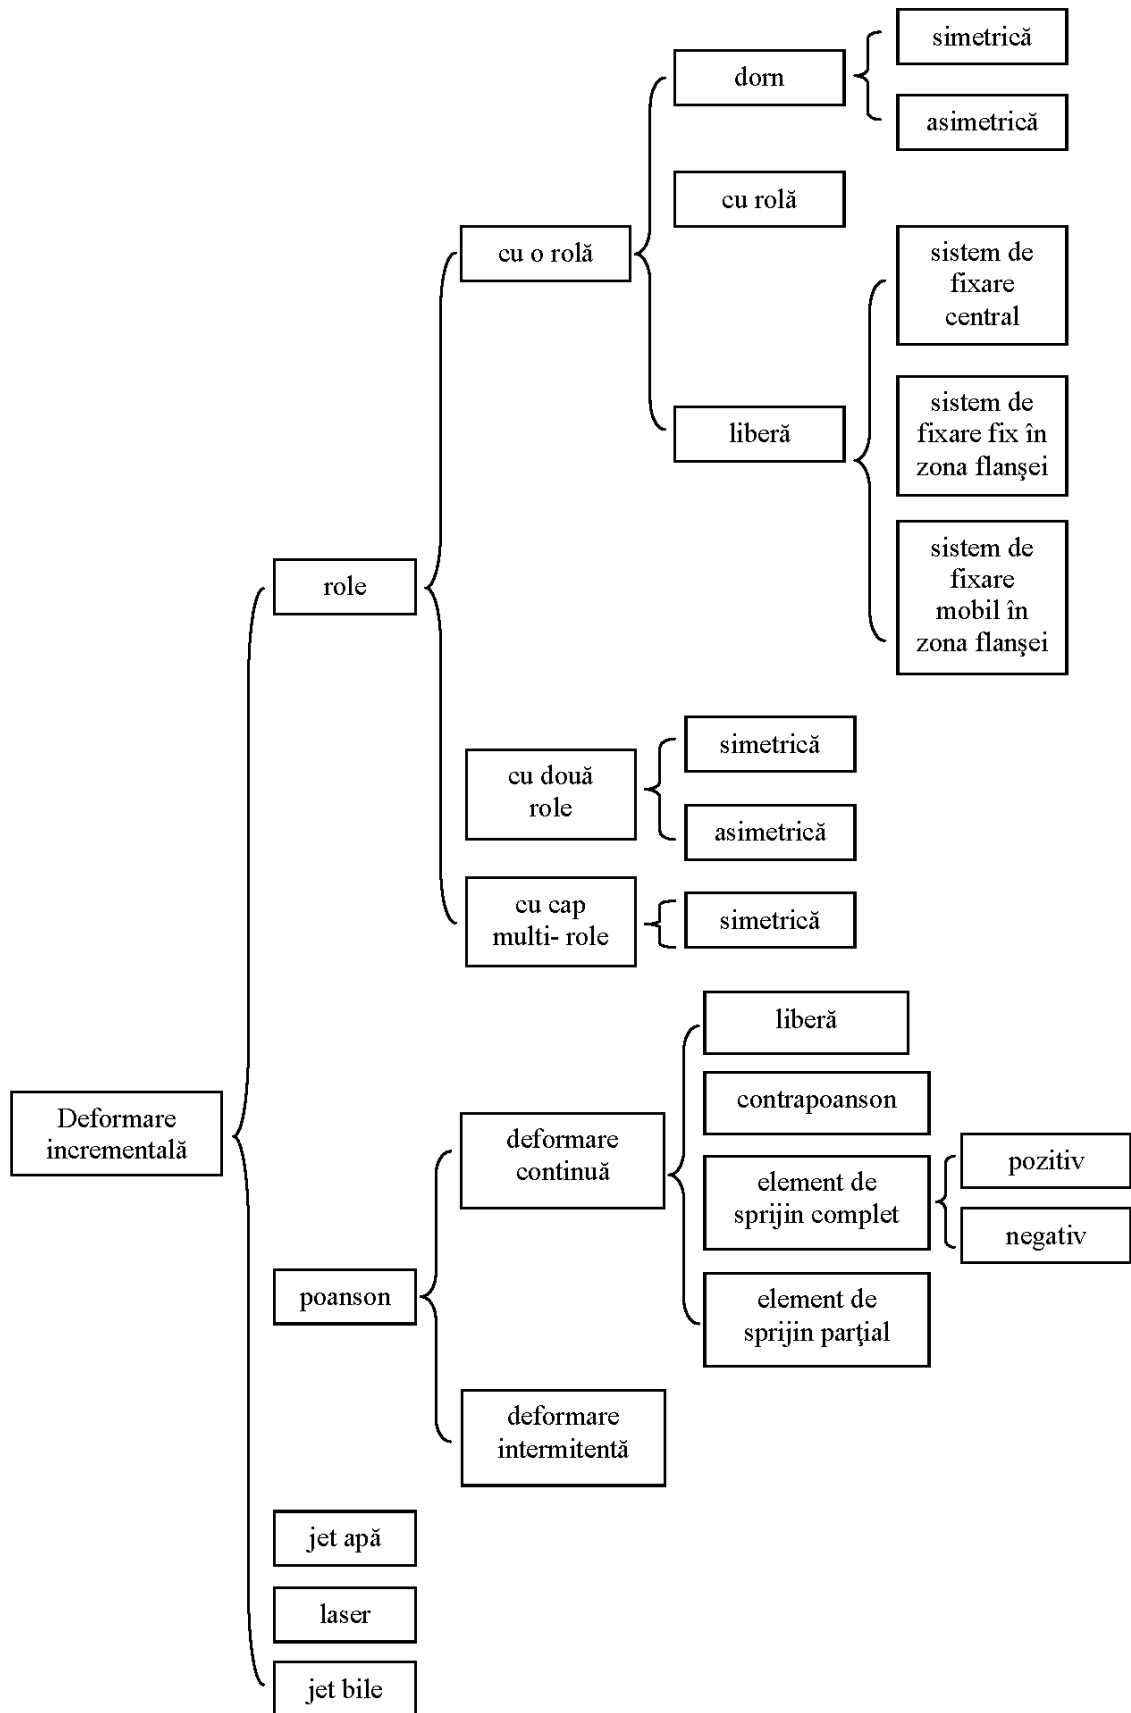 simetrică
dorn
asimetrică
cu rolă
cu o rolă
sistem de
fixare
central
liberă
sistem de
fixare fix în
zona flanşei
sistem de
fixare
mobil în
zona flanşei
role
simetrică
cu două
role
asimetrică
cu cap
multi- role
simetrică
liberă
Deformare
incrementală
contrapoanson
deformare
continuă
element de
sprijin complet
pozitiv
negativ
poanson
element de
sprijin parţial
deformare
intermitentă
jet apă
laser
jet bile